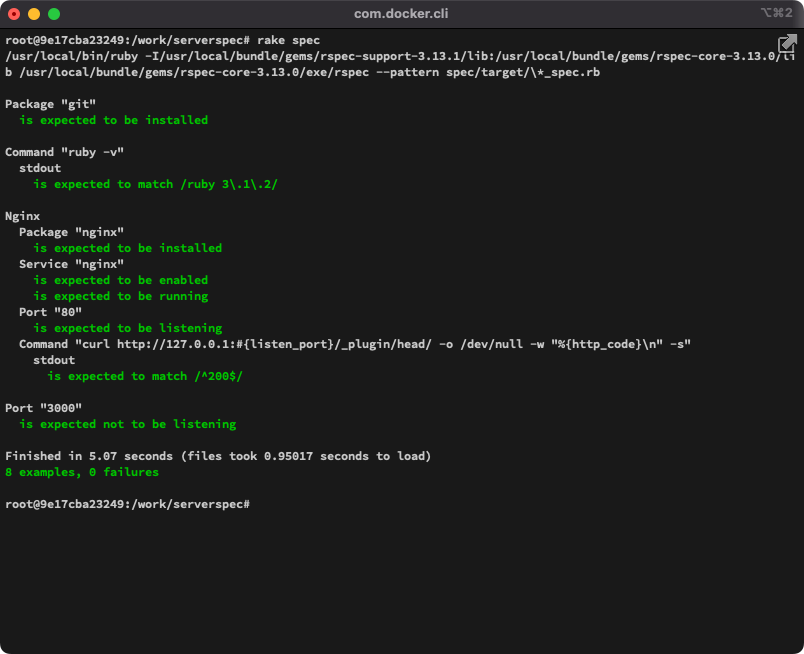 com.docker.cli
⌥⌘2
root@9e17cba23249:/work/serverspec# rake spec
/usr/local/bin/ruby -I/usr/local/bundle/gems/rspec-support-3.13.1/lib:/usr/local/bundle/gems/rspec-core-3.13.0/li
b /usr/local/bundle/gems/rspec-core-3.13.0/exe/rspec --pattern spec/target/\*_spec.rb

Package "git"
  is expected to be installed

Command "ruby -v"
  stdout
    is expected to match /ruby 3\.1\.2/

Nginx
  Package "nginx"
    is expected to be installed
  Service "nginx"
    is expected to be enabled
    is expected to be running
  Port "80"
    is expected to be listening
  Command "curl http://127.0.0.1:#{listen_port}/_plugin/head/ -o /dev/null -w "%{http_code}\n" -s"
    stdout
      is expected to match /^200$/

Port "3000"
  is expected not to be listening

Finished in 5.07 seconds (files took 0.95017 seconds to load)
8 examples, 0 failures

root@9e17cba23249:/work/serverspec#